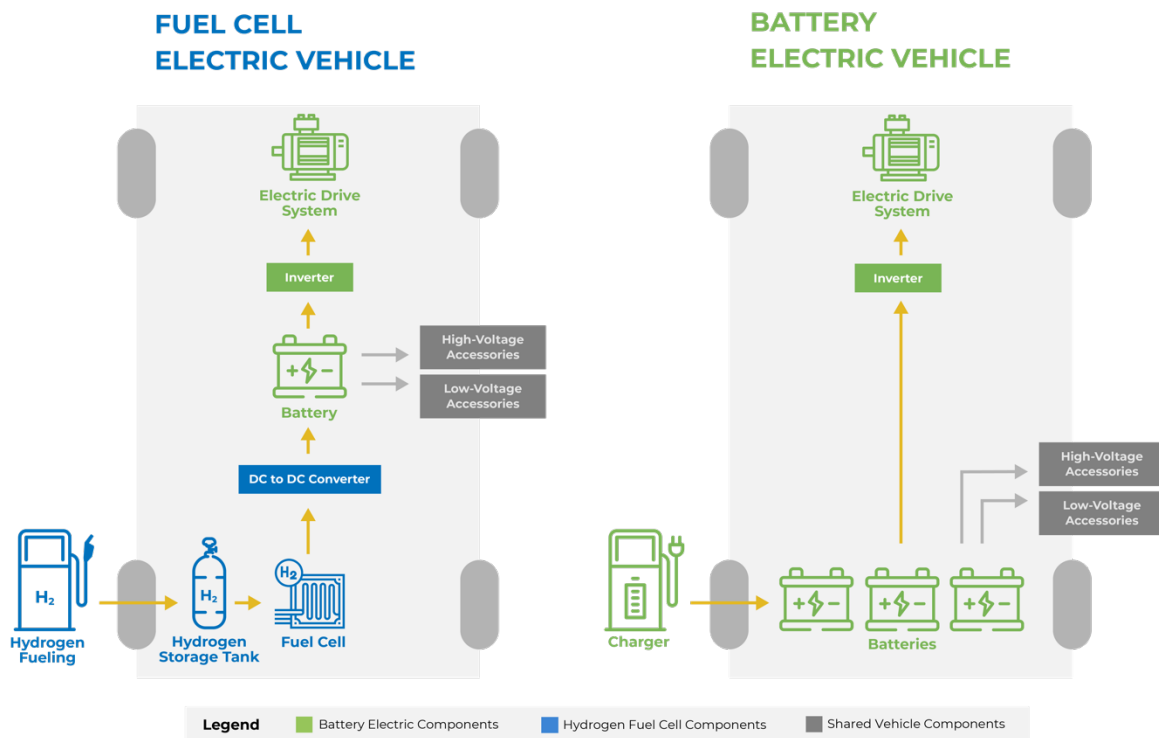 FUEL CELL
ELECTRIC VEHICLE
Electric Drive
System
Inverter
High-Voltage
Accessories
Low-Voltage
Accessories
Battery
DC to DC Converter
H2
H₂
H₂
Hydrogen
Fueling
Hydrogen
Storage Tank
Fuel Cell
BATTERY
ELECTRIC VEHICLE
Electric Drive
System
Inverter
High-Voltage
Accessories
Low-Voltage
Accessories
Charger
Batteries
Legend
Battery Electric Components
Hydrogen Fuel Cell Components
Shared Vehicle Components